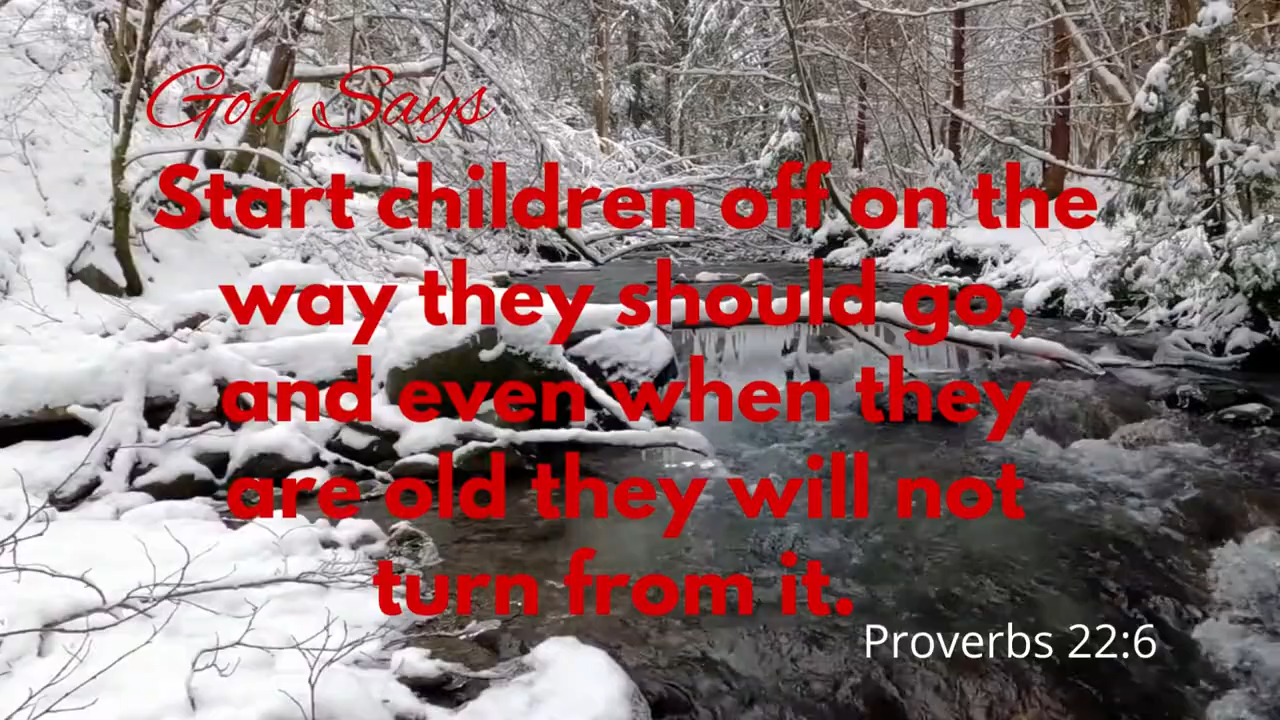 God Says
Start children off on the
way they should go,
and even when they
are old they will not
turn from it.
Proverbs 22:6